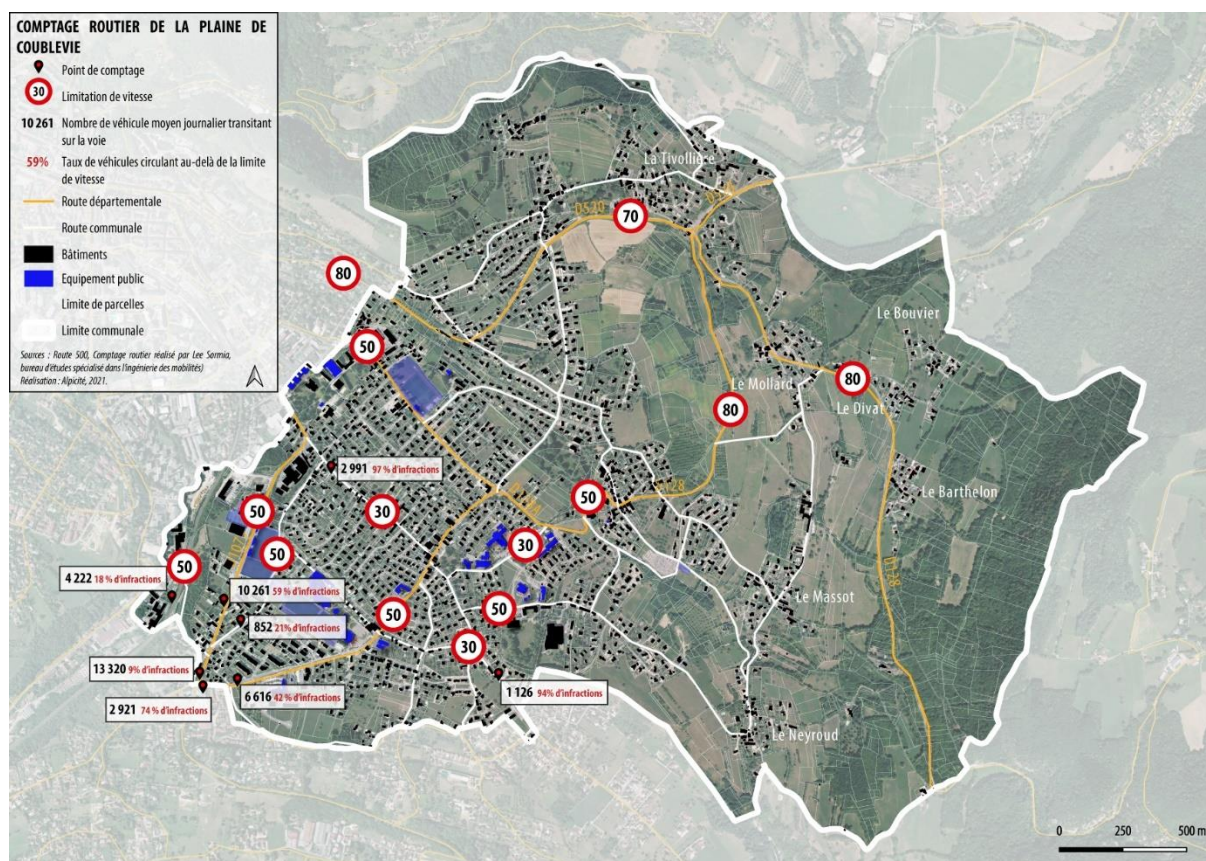 COMPTAGE ROUTIER DE LA PLAINE DE
COUBLEVIE
Point de comptage
30
Limitation de vitesse
10 261
Nombre de véhicule moyen journalier transitant
sur la voie
59%
Taux de véhicules circulant au-delà de la limite
de vitesse
Route départementale
Route communale
Bâtiments
Equipement public
Limite de parcelles
Limite communale
Sources : Route 500, Comptage routier réalisé par Lee Sormia,
bureau d'études spécialisé dans l'ingénierie des mobilités)
Réalisation : Alpicité, 2021.
La Tivollière
D520
70
80
Le Bouvier
50
Le Mollard
80
80
Le Divat
2 991 97 % d'infractions
D128
50
Le Barthelon
50
30
30
50
50
4 222 18 % d'infractions
D128
10 261 59 % d'infractions
Le Massot
50
50
852 21% d'infractions
30
13 320 9% d'infractions
6 616 42 % d'infractions
1 126 94% d'infractions
2 921 74 % d'infractions
Le Neyroud
0 250 500 m